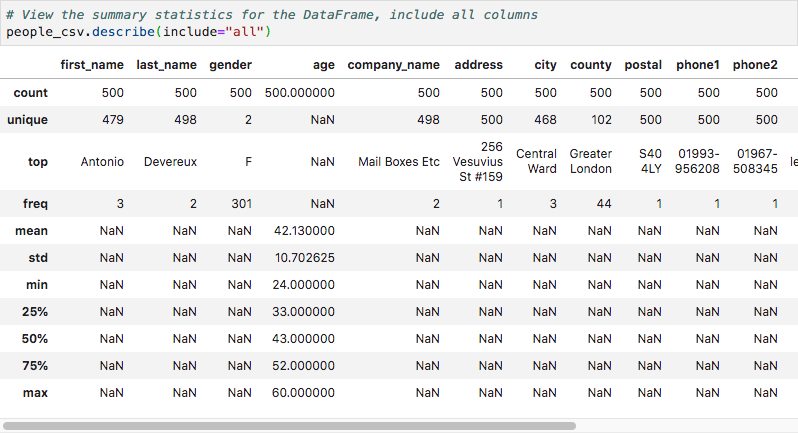 # View the summary statistics for the DataFrame, include all columns
people_csv.describe(include="all")
first_name last_name gender age company_name address city county postal phone1 phone2
count 500 500 500 500.000000 500 500 500 500 500 500 500
unique 479 498 2 NaN 498 500 468 102 500 500 500
top Antonio Devereux F NaN Mail Boxes Etc 256 Vesuvius St #159 Central Ward Greater London S40 4LY 01993-956208 01967-508345 le
freq 3 2 301 NaN 2 1 3 44 1 1 1
mean NaN NaN NaN 42.130000 NaN NaN NaN NaN NaN NaN NaN
std NaN NaN NaN 10.702625 NaN NaN NaN NaN NaN NaN NaN
min NaN NaN NaN 24.000000 NaN NaN NaN NaN NaN NaN NaN
25% NaN NaN NaN 33.000000 NaN NaN NaN NaN NaN NaN NaN
50% NaN NaN NaN 43.000000 NaN NaN NaN NaN NaN NaN NaN
75% NaN NaN NaN 52.000000 NaN NaN NaN NaN NaN NaN NaN
max NaN NaN NaN 60.000000 NaN NaN NaN NaN NaN NaN NaN